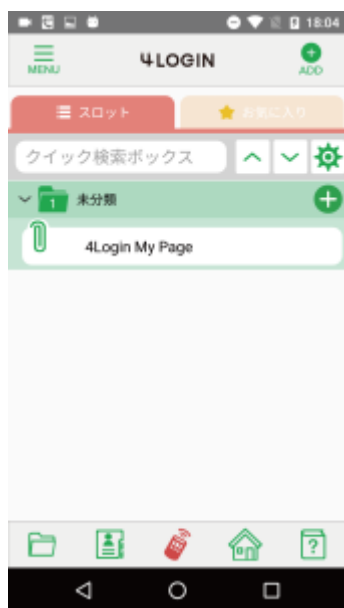 18:04
MENU
4LOGIN
ADD
スロット
お気に入り
クイック検索ボックス
1
未分類
4Login My Page
?